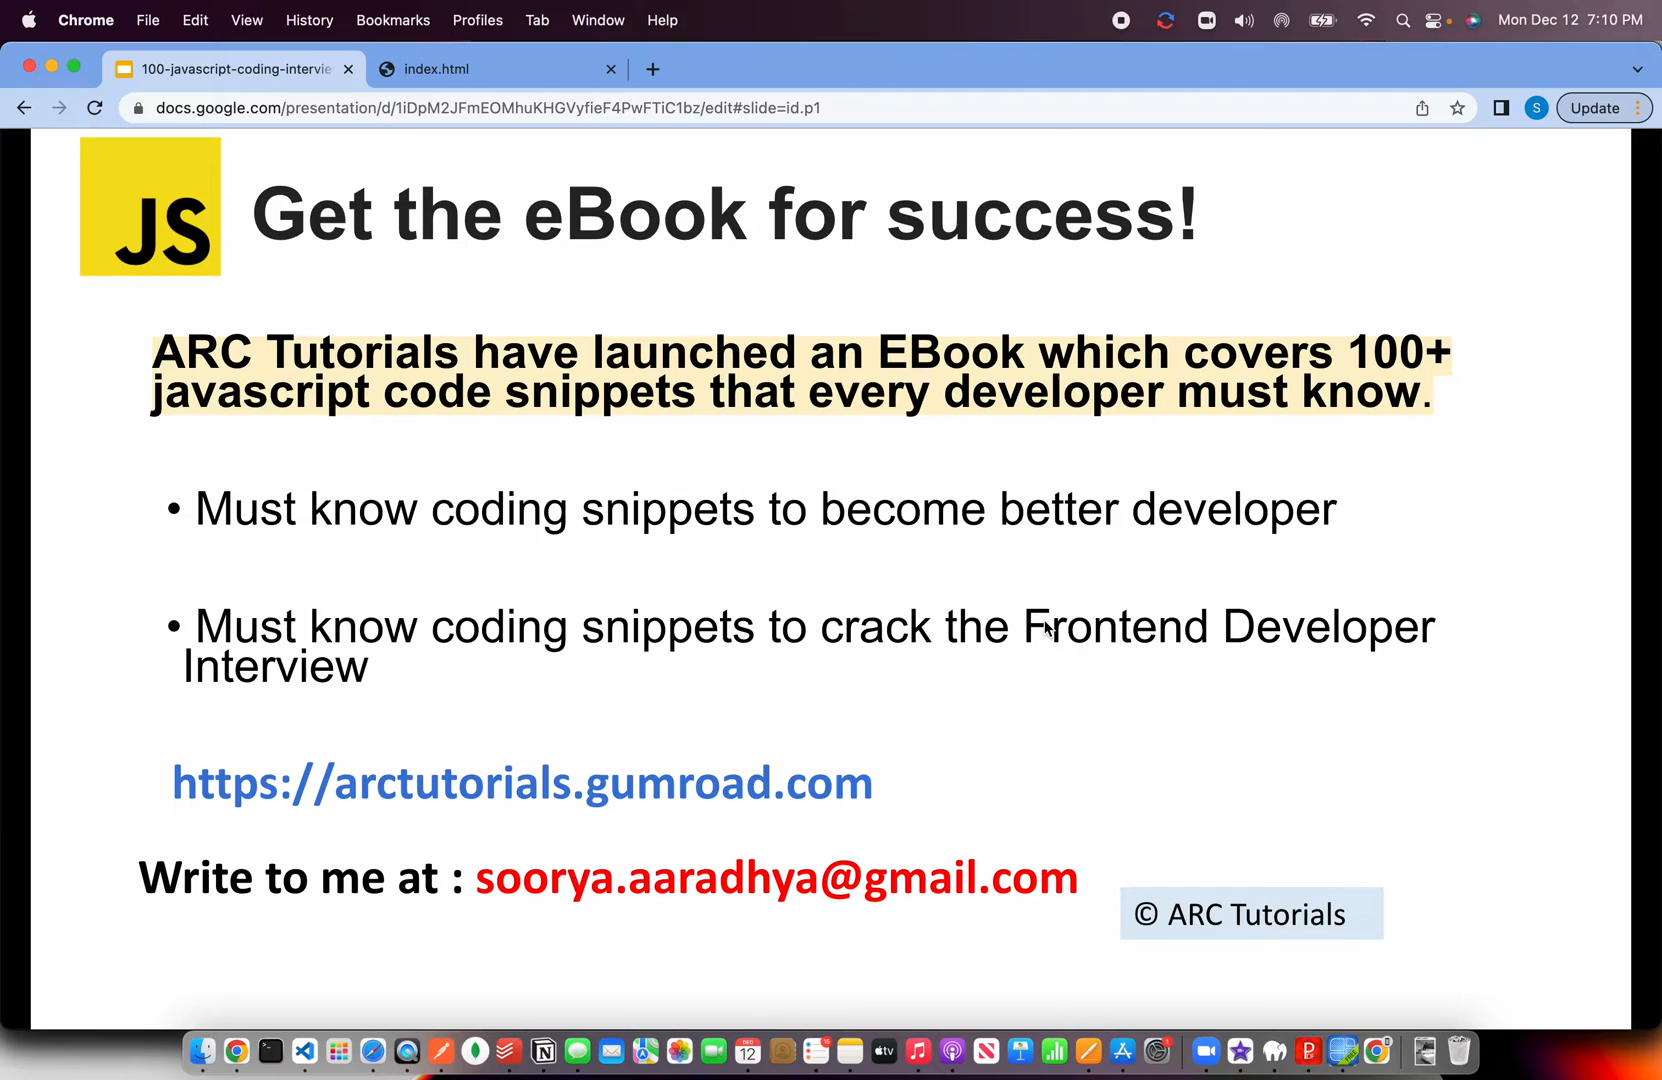 Chrome File Edit View History Bookmarks Profiles Tab Window Help Mon Dec 12 7:10 PM
100-javascript-coding-intervie index.html
docs.google.com/presentation/d/1iDpM2JFmEOMhuKHGVyfieF4PwFTiC1bz/edit#slide=id.p1 S Update
JS Get the eBook for success!
ARC Tutorials have launched an EBook which covers 100+
javascript code snippets that every developer must know.
• Must know coding snippets to become better developer
• Must know coding snippets to crack the Frontend Developer
Interview
https://arctutorials.gumroad.com
Write to me at : soorya.aaradhya@gmail.com
© ARC Tutorials